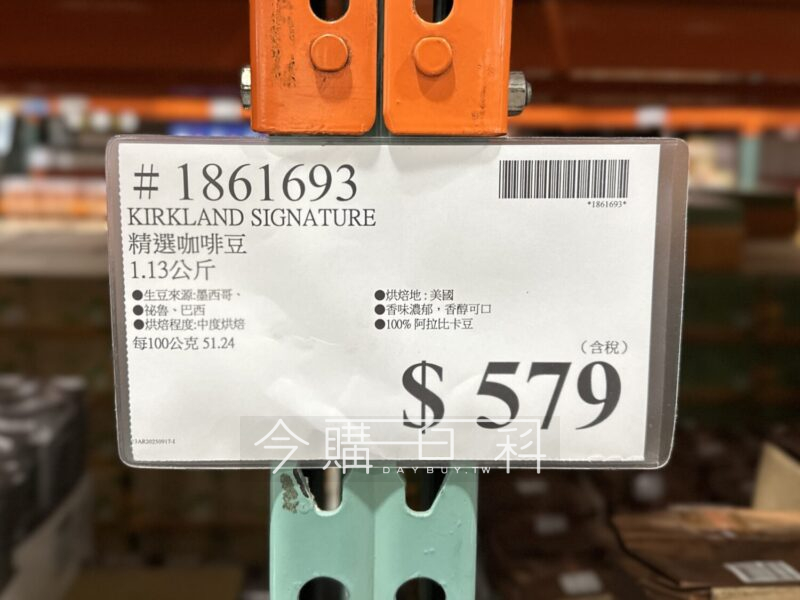 # 1861693
*1861693*
KIRKLAND SIGNATURE
精選咖啡豆
1.13公斤
●生豆來源:墨西哥、
●祕魯、巴西
●烘焙程度:中度烘焙
每100公克 51.24
●烘焙地 : 美國
●香味濃郁，香醇可口
●100% 阿拉比卡豆
(含稅)
$ 579
今購百科
DAYBUY.TW